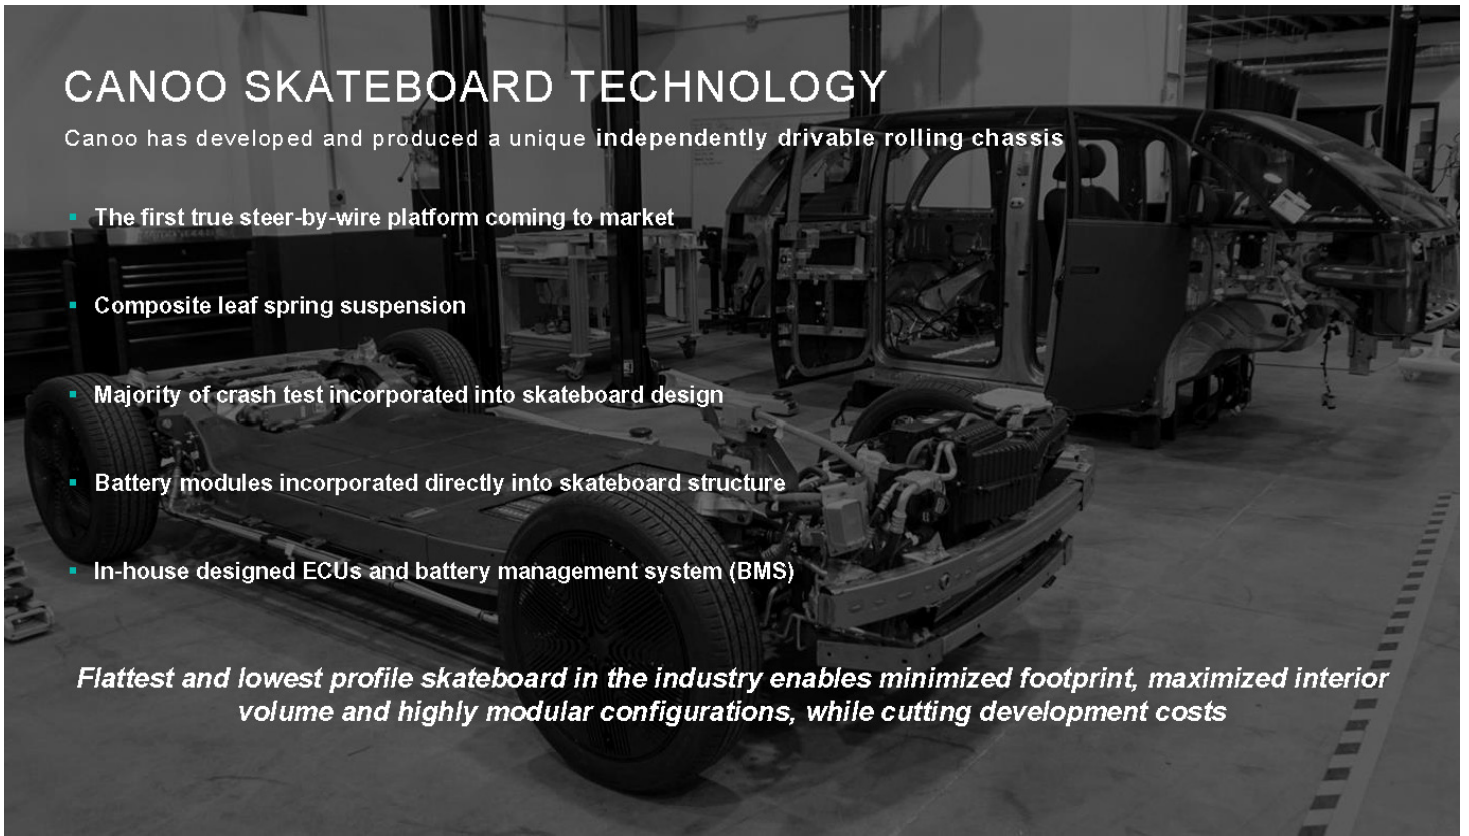 CANOO SKATEBOARD TECHNOLOGY
Canoo has developed and produced a unique independently drivable rolling chassis
The first true steer-by-wire platform coming to market
Composite leaf spring suspension
Majority of crash test incorporated into skateboard design
Battery modules incorporated directly into skateboard structure
In-house designed ECUs and battery management system (BMS)
Flattest and lowest profile skateboard in the industry enables minimized footprint, maximized interior
volume and highly modular configurations, while cutting development costs